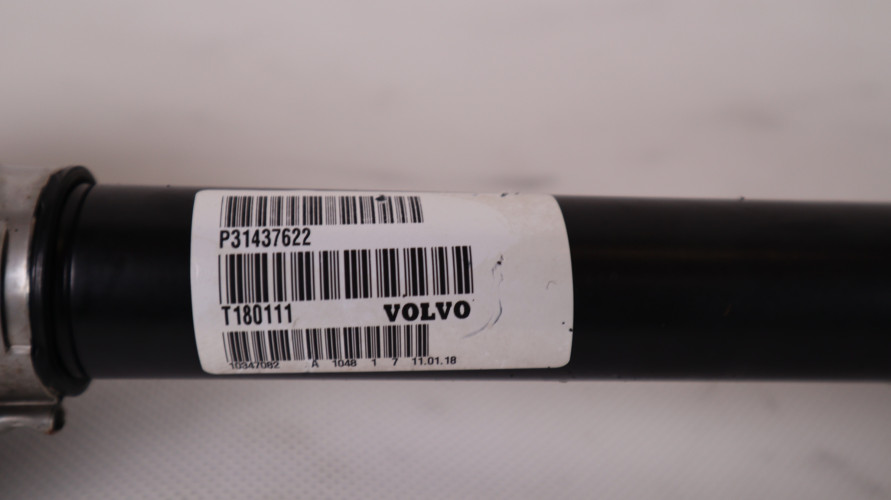 P31437622
T180111 VOLVO
10347082 A 1048 1 7 11.01.18